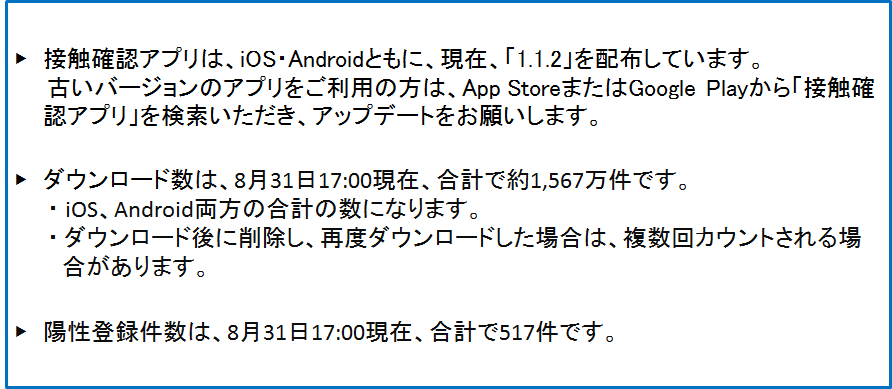 ▶ 接触確認アプリは、iOS・Androidともに、現在、「1.1.2」を配布しています。
古いバージョンのアプリをご利用の方は、App StoreまたはGoogle Playから「接触確
認アプリ」を検索いただき、アップデートをお願いします。
▶ ダウンロード数は、8月31日17:00現在、合計で約1,567万件です。
・iOS、Android両方の合計の数になります。
・ダウンロード後に削除し、再度ダウンロードした場合は、複数回カウントされる場
合があります。
▶ 陽性登録件数は、8月31日17:00現在、合計で517件です。